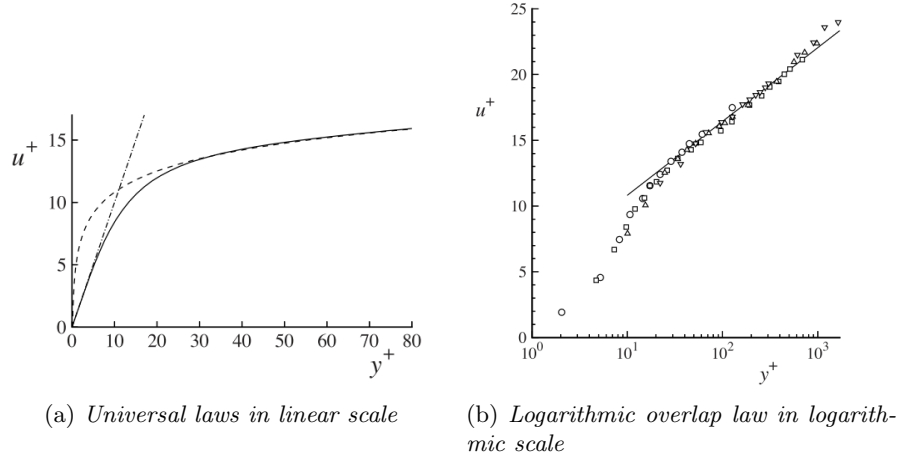 15
10
5
0
u+
0 10 20 30 40 50 60 70 80
y+
(a) Universal laws in linear scale
25
20
15
10
5
0
u+
10^0 10^1 10^2 10^3
y+
(b) Logarithmic overlap law in logarith-
mic scale